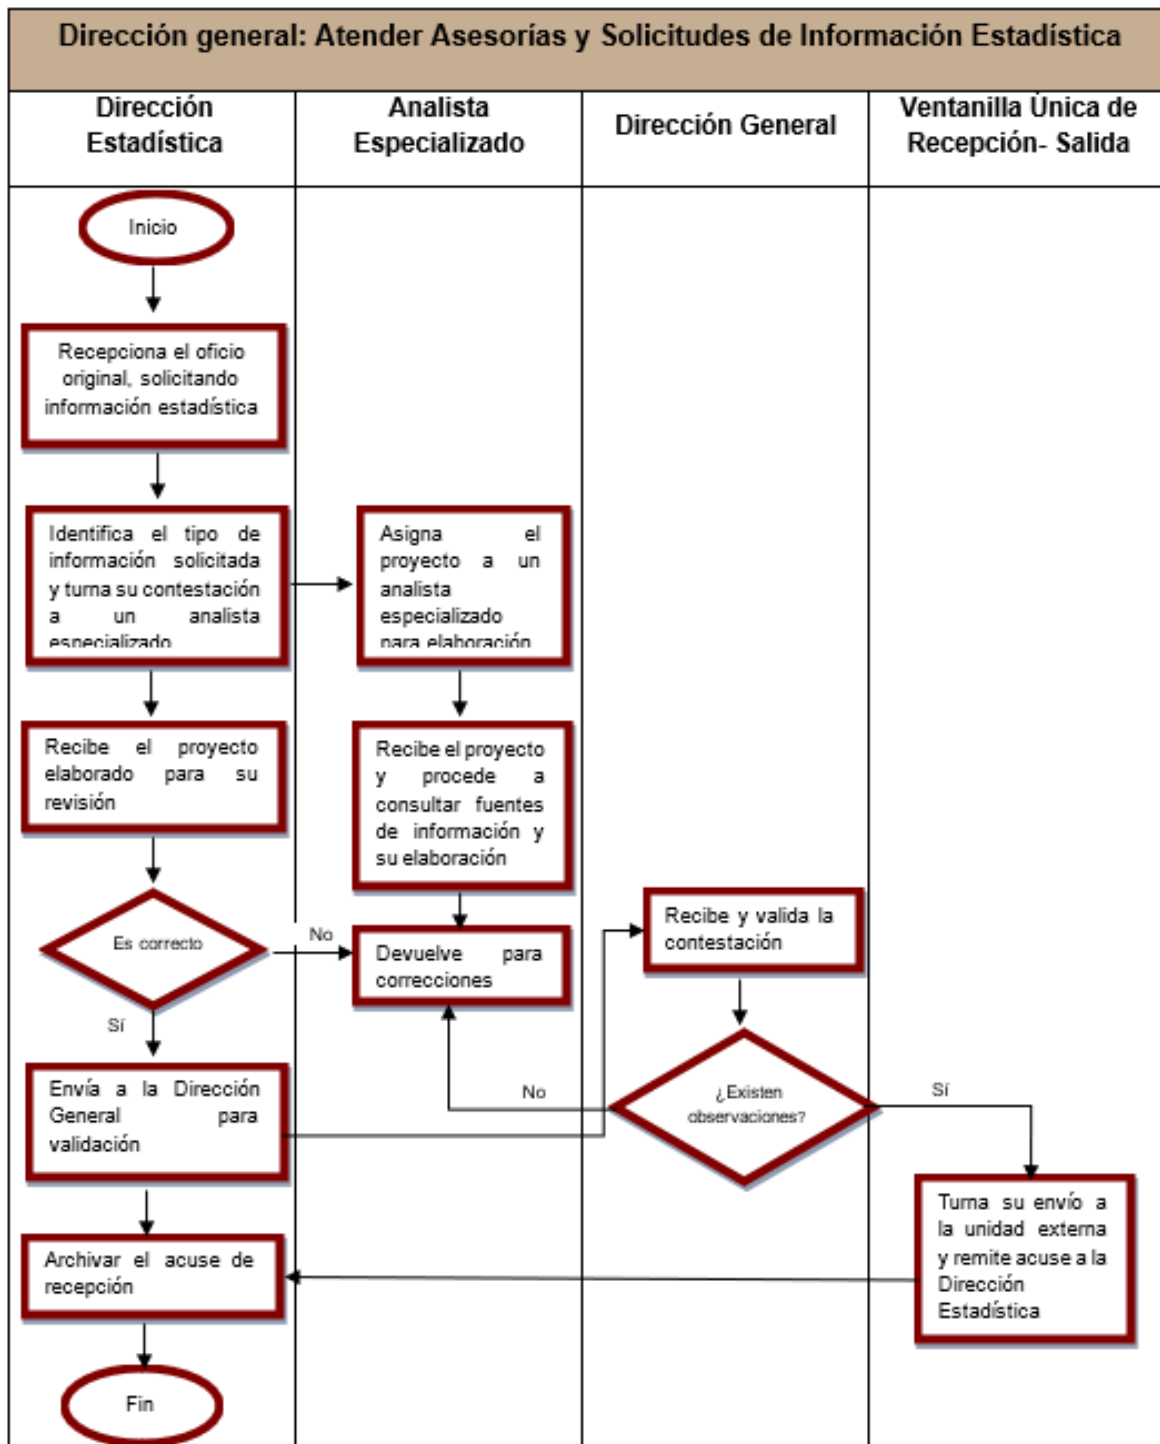 Dirección general: Atender Asesorías y Solicitudes de Información Estadística
Dirección
Estadística
Analista
Especializado
Dirección General
Ventanilla Única de
Recepción- Salida
Inicio
Recepciona el oficio
original, solicitando
información estadística
Identifica el tipo de
información solicitada
y turna su contestación
a un analista
especializado
Asigna el
proyecto a un
analista
especializado
para elaboración
Recibe el proyecto
elaborado para su
revisión
Recibe el proyecto
y procede a
consultar fuentes
de información y
su elaboración
Es correcto
No
Devuelve para
correcciones
Recibe y valida la
contestación
Sí
Envía a la Dirección
General para
validación
No
¿Existen
observaciones?
Sí
Turna su envío a
la unidad externa
y remite acuse a la
Dirección
Estadística
Archivar el acuse de
recepción
Fin